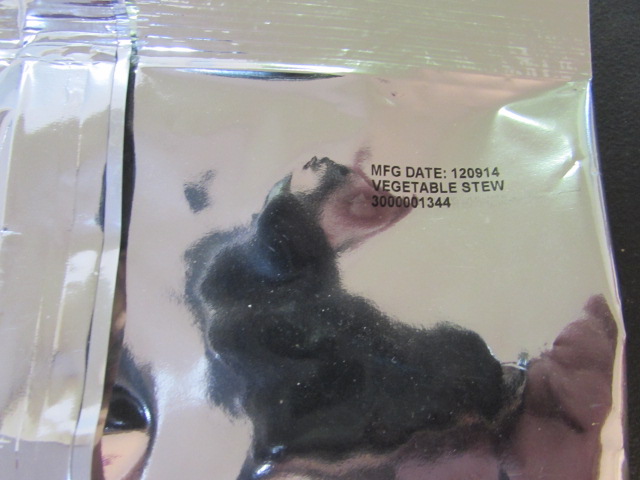 MFG DATE: 120914
VEGETABLE STEW
3000001344